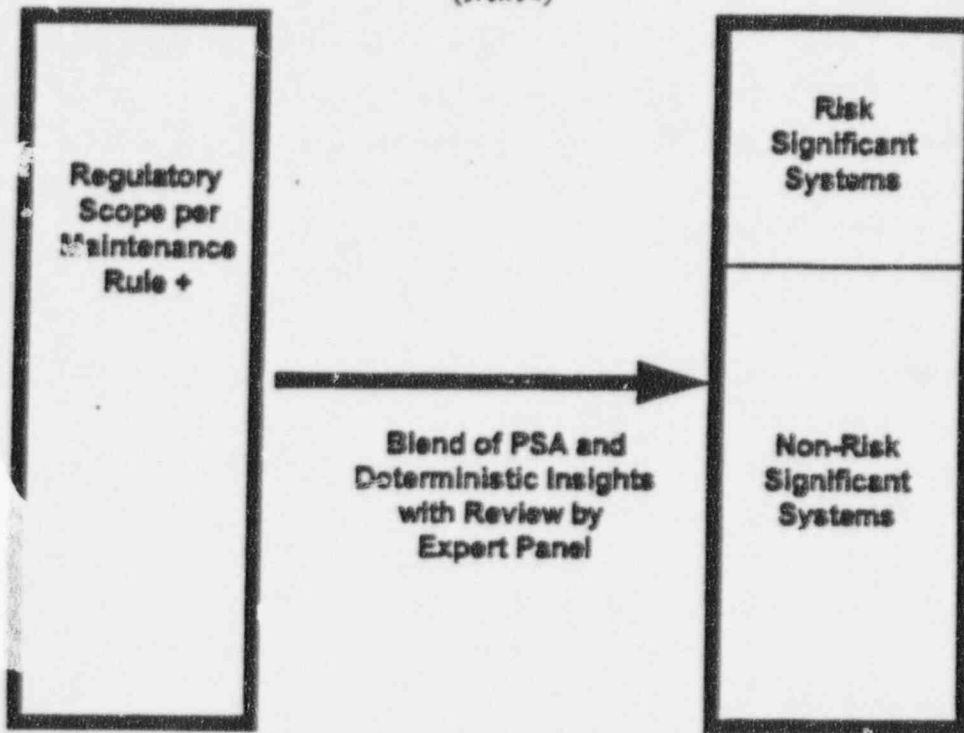 Regulatory
Scope per
Maintenance
Rule +
Blend of PSA and
Deterministic Insights
with Review by
Expert Panel
Risk
Significant
Systems
Non-Risk
Significant
Systems